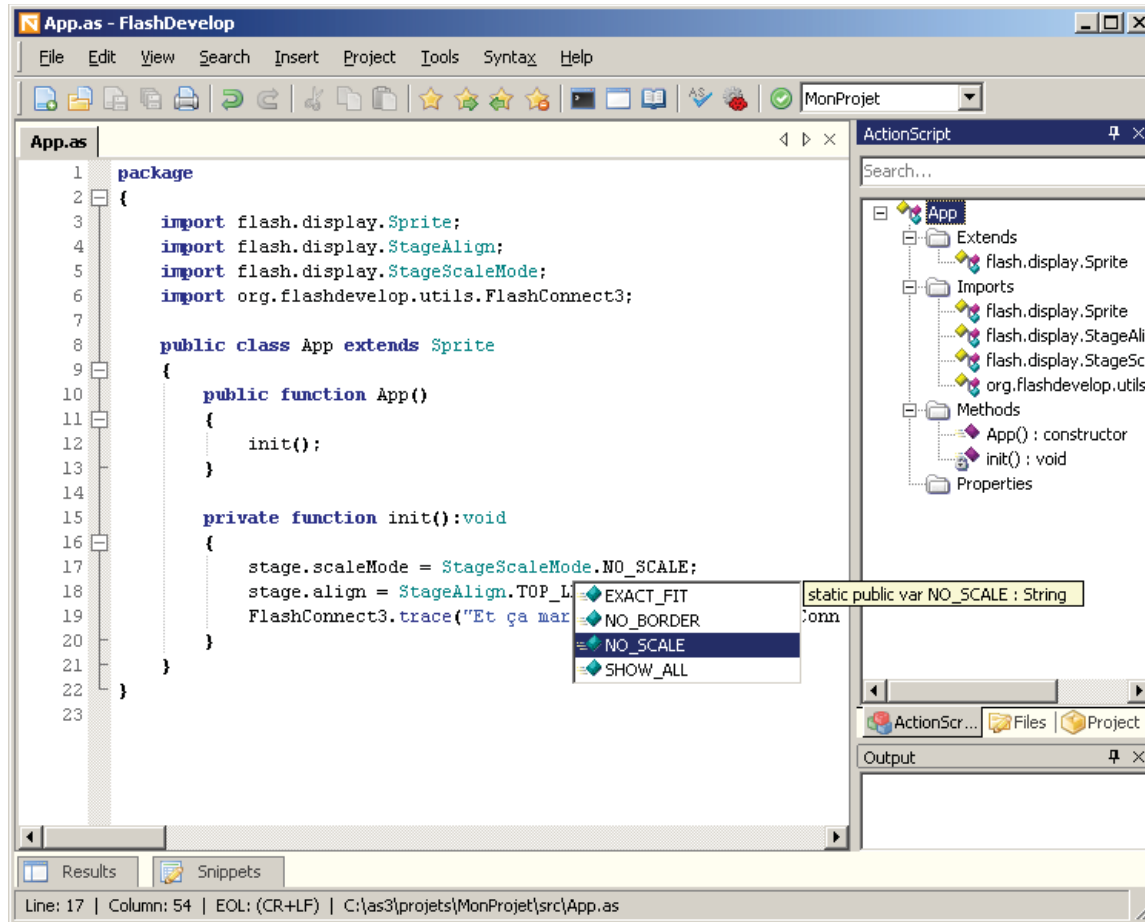 App.as - FlashDevelop
File Edit View Search Insert Project Tools Syntax Help
MonProjet
App.as
1 package
2 {
3 import flash.display.Sprite;
4 import flash.display.StageAlign;
5 import flash.display.StageScaleMode;
6 import org.flashdevelop.utils.FlashConnect3;
7
8 public class App extends Sprite
9 {
10 public function App()
11 {
12 init();
13 }
14
15 private function init():void
16 {
17 stage.scaleMode = StageScaleMode.NO_SCALE;
18 stage.align = StageAlign.TOP_L
19 FlashConnect3.trace("Et ça mar Conn
20 }
21 }
22 }
23
EXACT_FIT
NO_BORDER
NO_SCALE
SHOW_ALL
static public var NO_SCALE : String
ActionScript
Search...
App
Extends
flash.display.Sprite
Imports
flash.display.Sprite
flash.display.StageAli
flash.display.StageSc
org.flashdevelop.utils
Methods
App() : constructor
init() : void
Properties
ActionScr... Files Project
Output
Results Snippets
Line: 17 | Column: 54 | EOL: (CR+LF) | C:\as3\projets\MonProjet\src\App.as